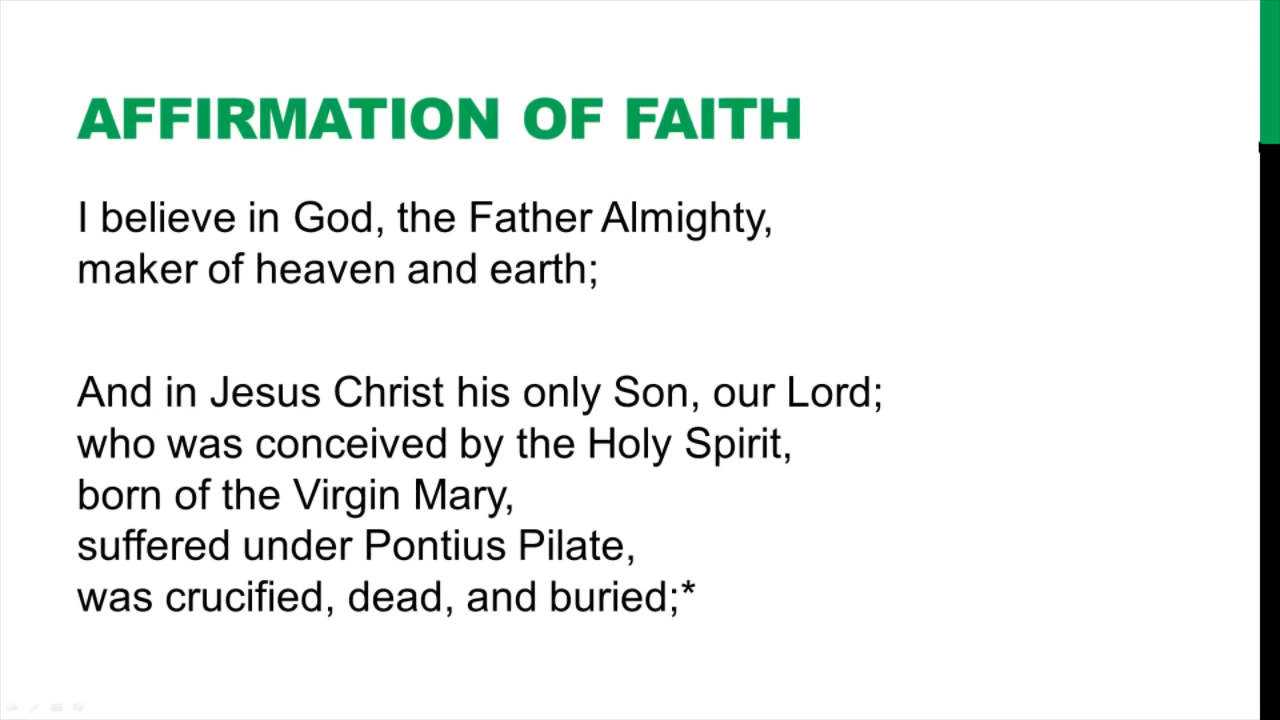 AFFIRMATION OF FAITH
I believe in God, the Father Almighty,
maker of heaven and earth;
And in Jesus Christ his only Son, our Lord;
who was conceived by the Holy Spirit,
born of the Virgin Mary,
suffered under Pontius Pilate,
was crucified, dead, and buried;*